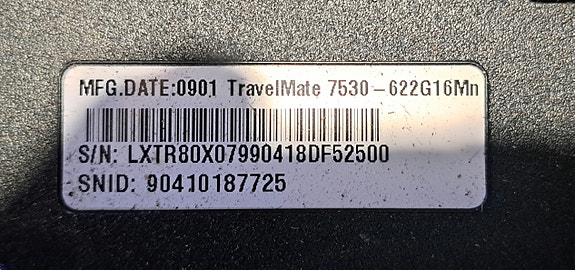 MFG.DATE:0901 TravelMate 7530-622G16Mn
S/N: LXTR80X07990418DF52500
SNID: 90410187725